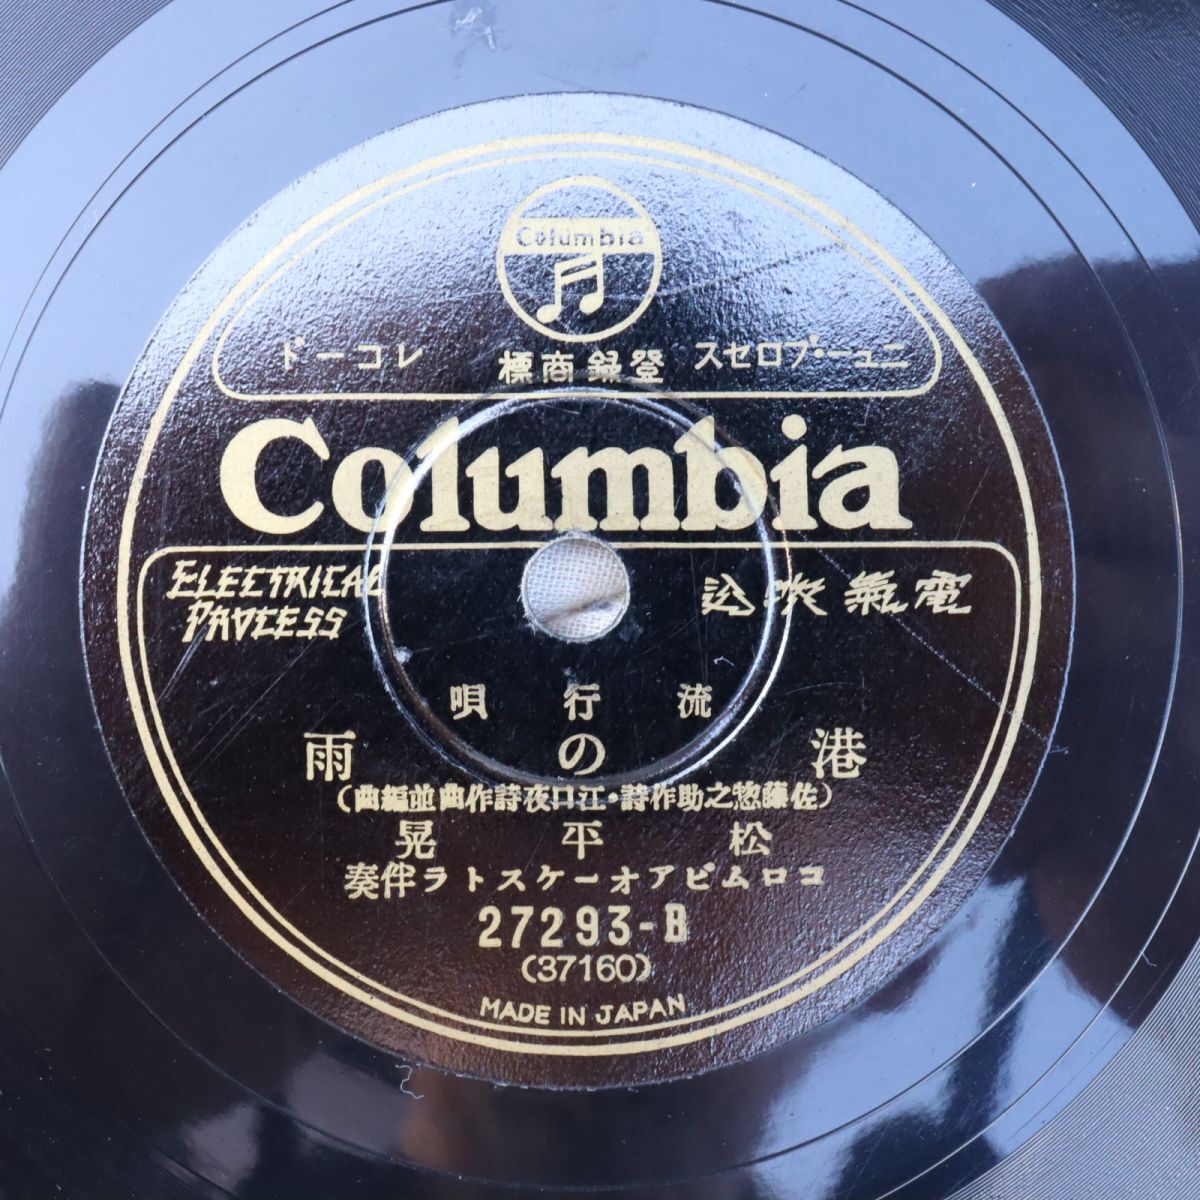 Columbia
ニュー・プロセス 登録商標 レコード
Columbia
ELECTRICAL
PROCESS
電氣吹込
流行唄
港の雨
(佐藤惣之助作詩・江口夜詩作曲並編曲)
松平晃
コロムビアオーケストラ伴奏
27293-B
(37160)
MADE IN JAPAN